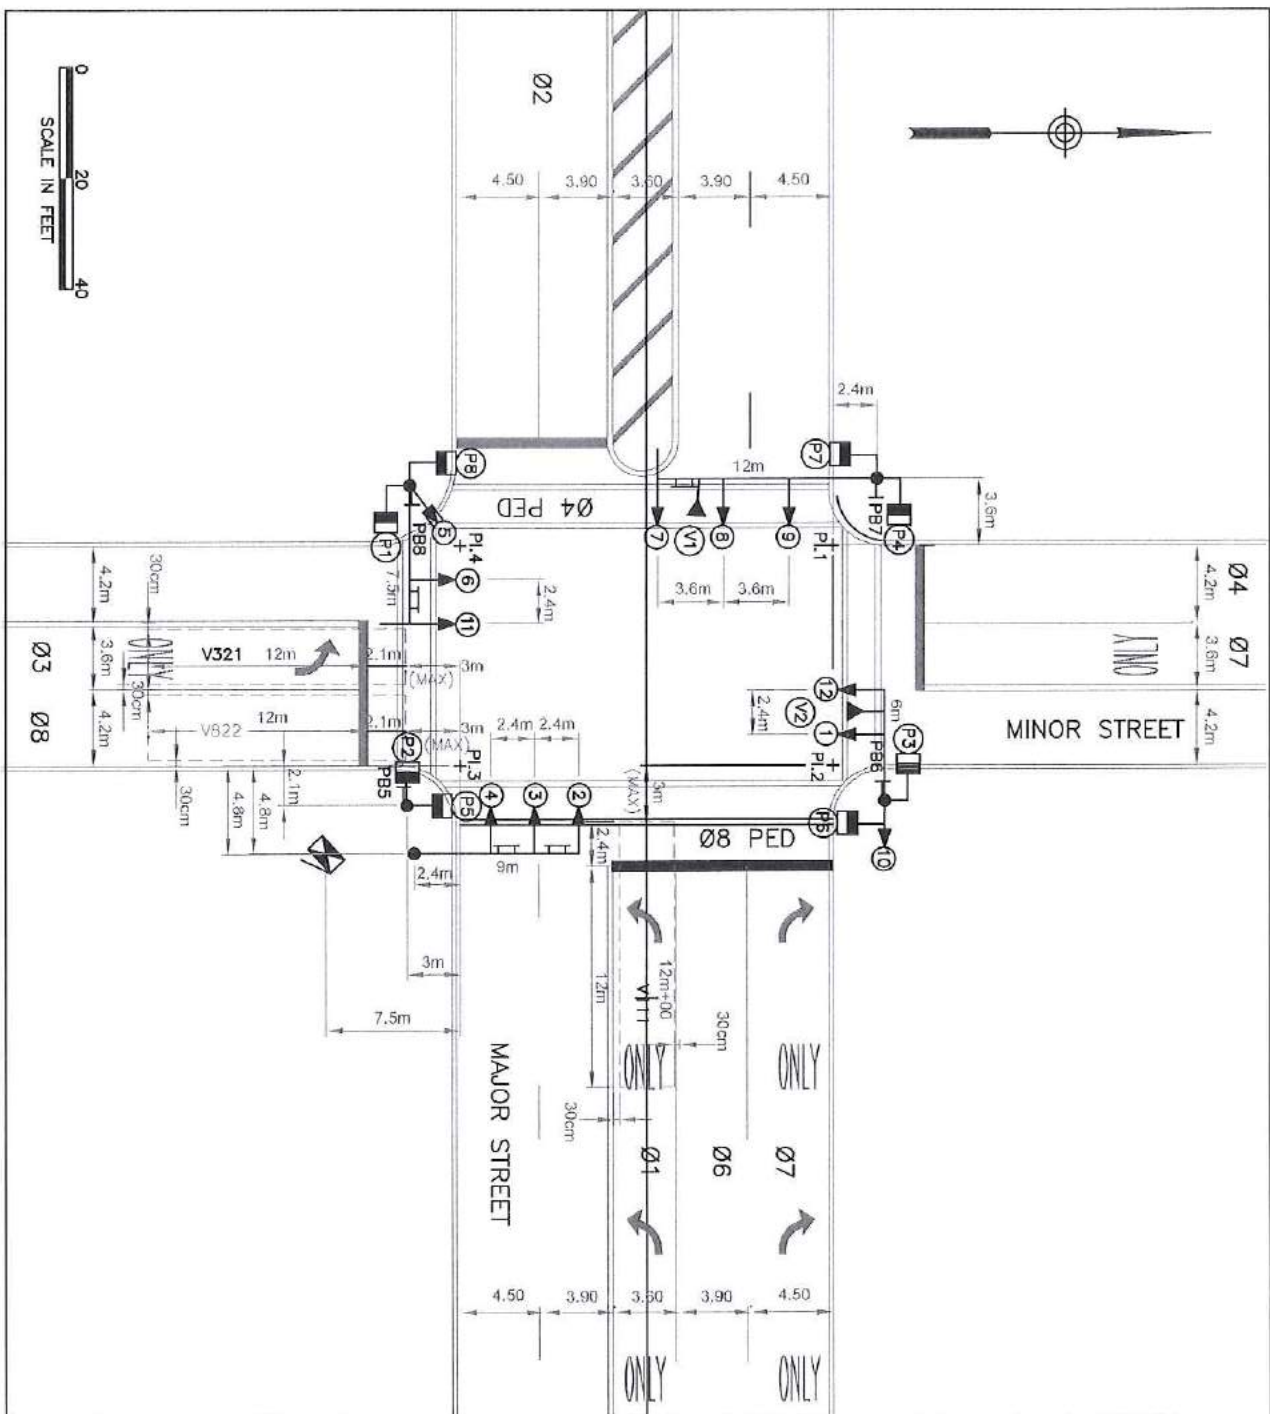 0 20 40
SCALE IN FEET
Ø2
4.50 3.90 3.60 3.90 4.50
2.4m
P8
P7
12m
Ø4 PED
PB7
P4
3.6m
P1
PB8
5
PI.4
7
V1
8
9
PI.1
6
11
7.5m
2.4m
3.6m 3.6m
30cm
4.2m
Ø3
3.6m
ONLY
V321
12m
2.1m
3m
(MAX)
30cm
Ø8
4.2m
12m
V822
2.1m
3m
(MAX)
Ø4
4.2m
Ø7
3.6m
ONLY
MINOR STREET
4.2m
12
V2
1
2.4m
6m
P3
PB6
PI.2
P2
PB5
PI.3
2.4m 2.4m
3m
(MAX)
30cm
4.8m
4.8m
2.1m
P5
4
3
2
9m
2.4m
P6
10
Ø8 PED
2.4m
3m
7.5m
12m
12m+00
V111
30cm
30cm
ONLY
ONLY
MAJOR STREET
Ø1
Ø6
Ø7
4.50 3.90 3.60 3.90 4.50
ONLY
ONLY